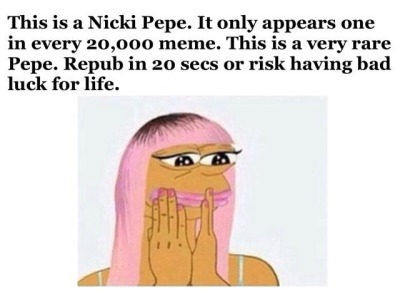 This is a Nicki Pepe. It only appears one
in every 20,000 meme. This is a very rare
Pepe. Repub in 20 secs or risk having bad
luck for life.